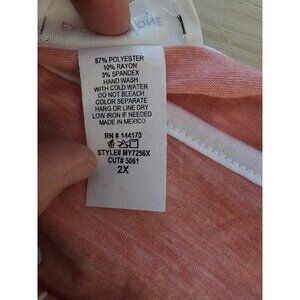 87% POLYESTER
10% RAYON
3% SPANDEX
HAND WASH
WITH COLD WATER
DO NOT BLEACH
COLOR SEPARATE
HANG OR LINE DRY
LOW IRON IF NEEDED
MADE IN MEXICO
RN # 144170
STYLE# MY7256X
CUT# 5061
2X